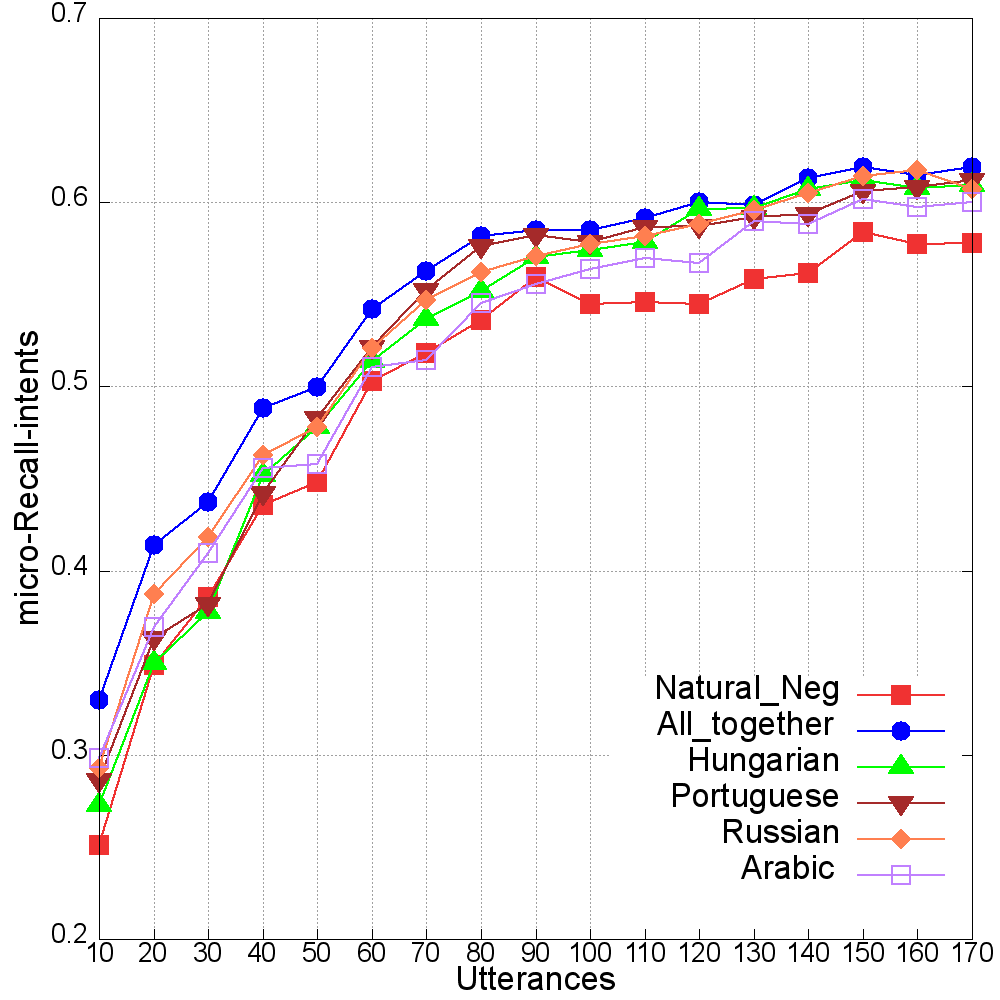 0.7
0.6
0.5
0.4
0.3
0.2
micro-Recall-intents
Natural_Neg
All_together
Hungarian
Portuguese
Russian
Arabic
10 20 30 40 50 60 70 80 90 100 110 120 130 140 150 160 170
Utterances